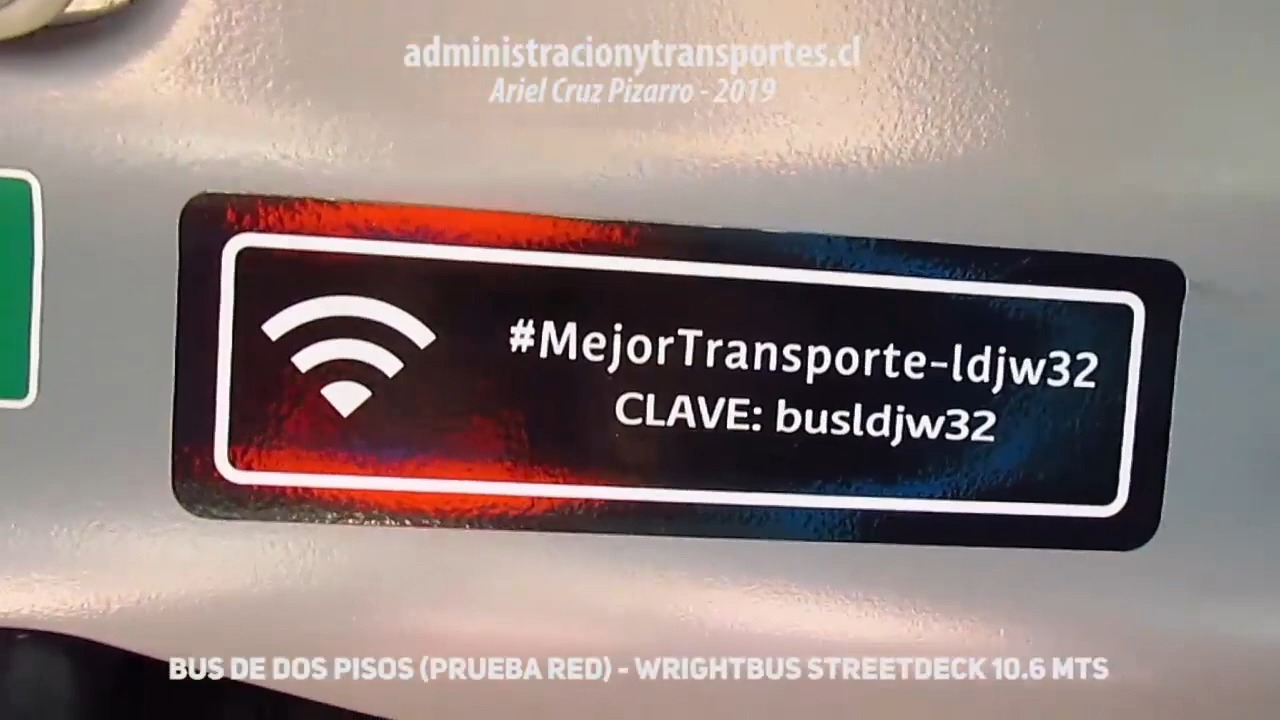 administracionytransportes.cl
Ariel Cruz Pizarro - 2019
#MejorTransporte-ldjw32
CLAVE: busldjw32
BUS DE DOS PISOS (PRUEBA RED) - WRIGHTBUS STREETDECK 10.6 MTS